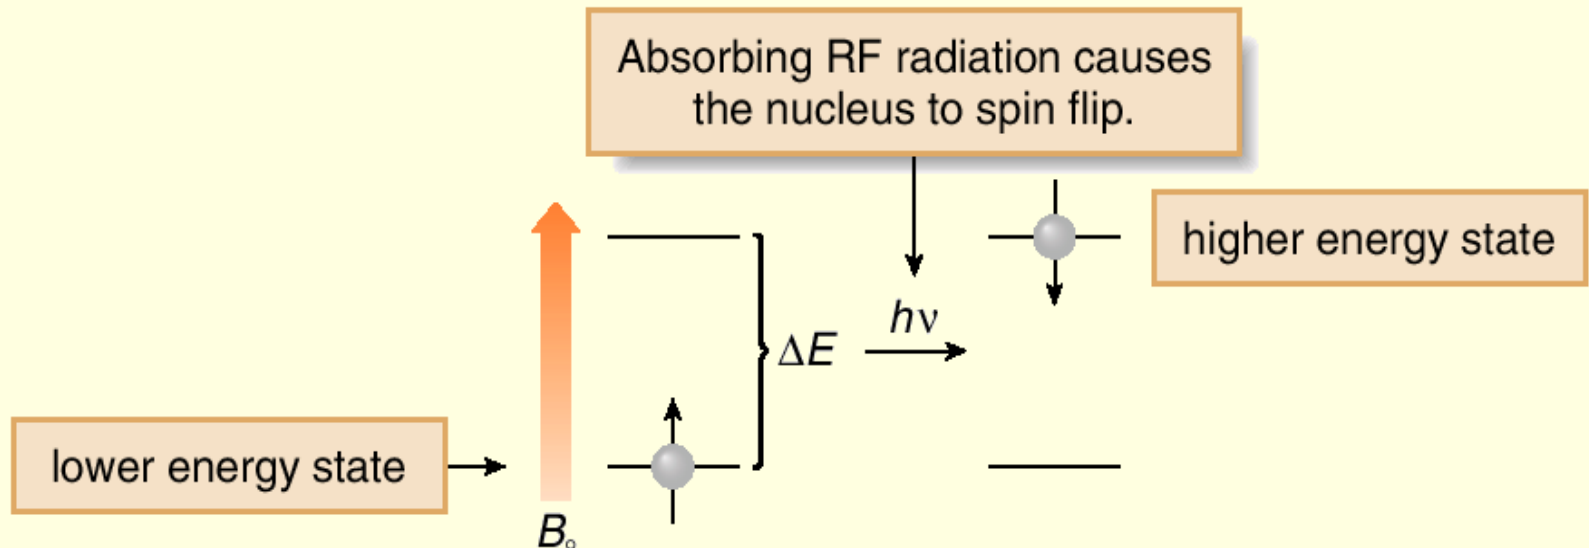 Absorbing RF radiation causes
the nucleus to spin flip.
higher energy state
hν
ΔE
lower energy state
B₀